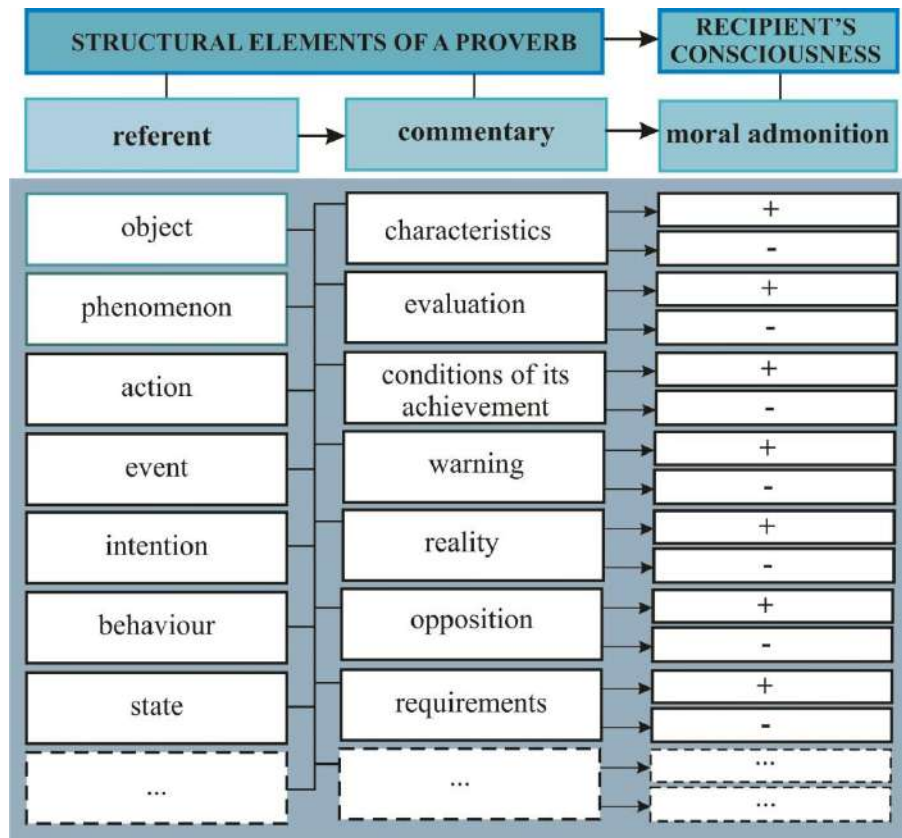 STRUCTURAL ELEMENTS OF A PROVERB
RECIPIENT'S
CONSCIOUSNESS
referent
commentary
moral admonition
object
characteristics
+
-
phenomenon
evaluation
+
-
action
conditions of its
achievement
+
-
event
warning
+
-
intention
reality
+
-
behaviour
opposition
+
-
state
requirements
+
-
...
...
...
...